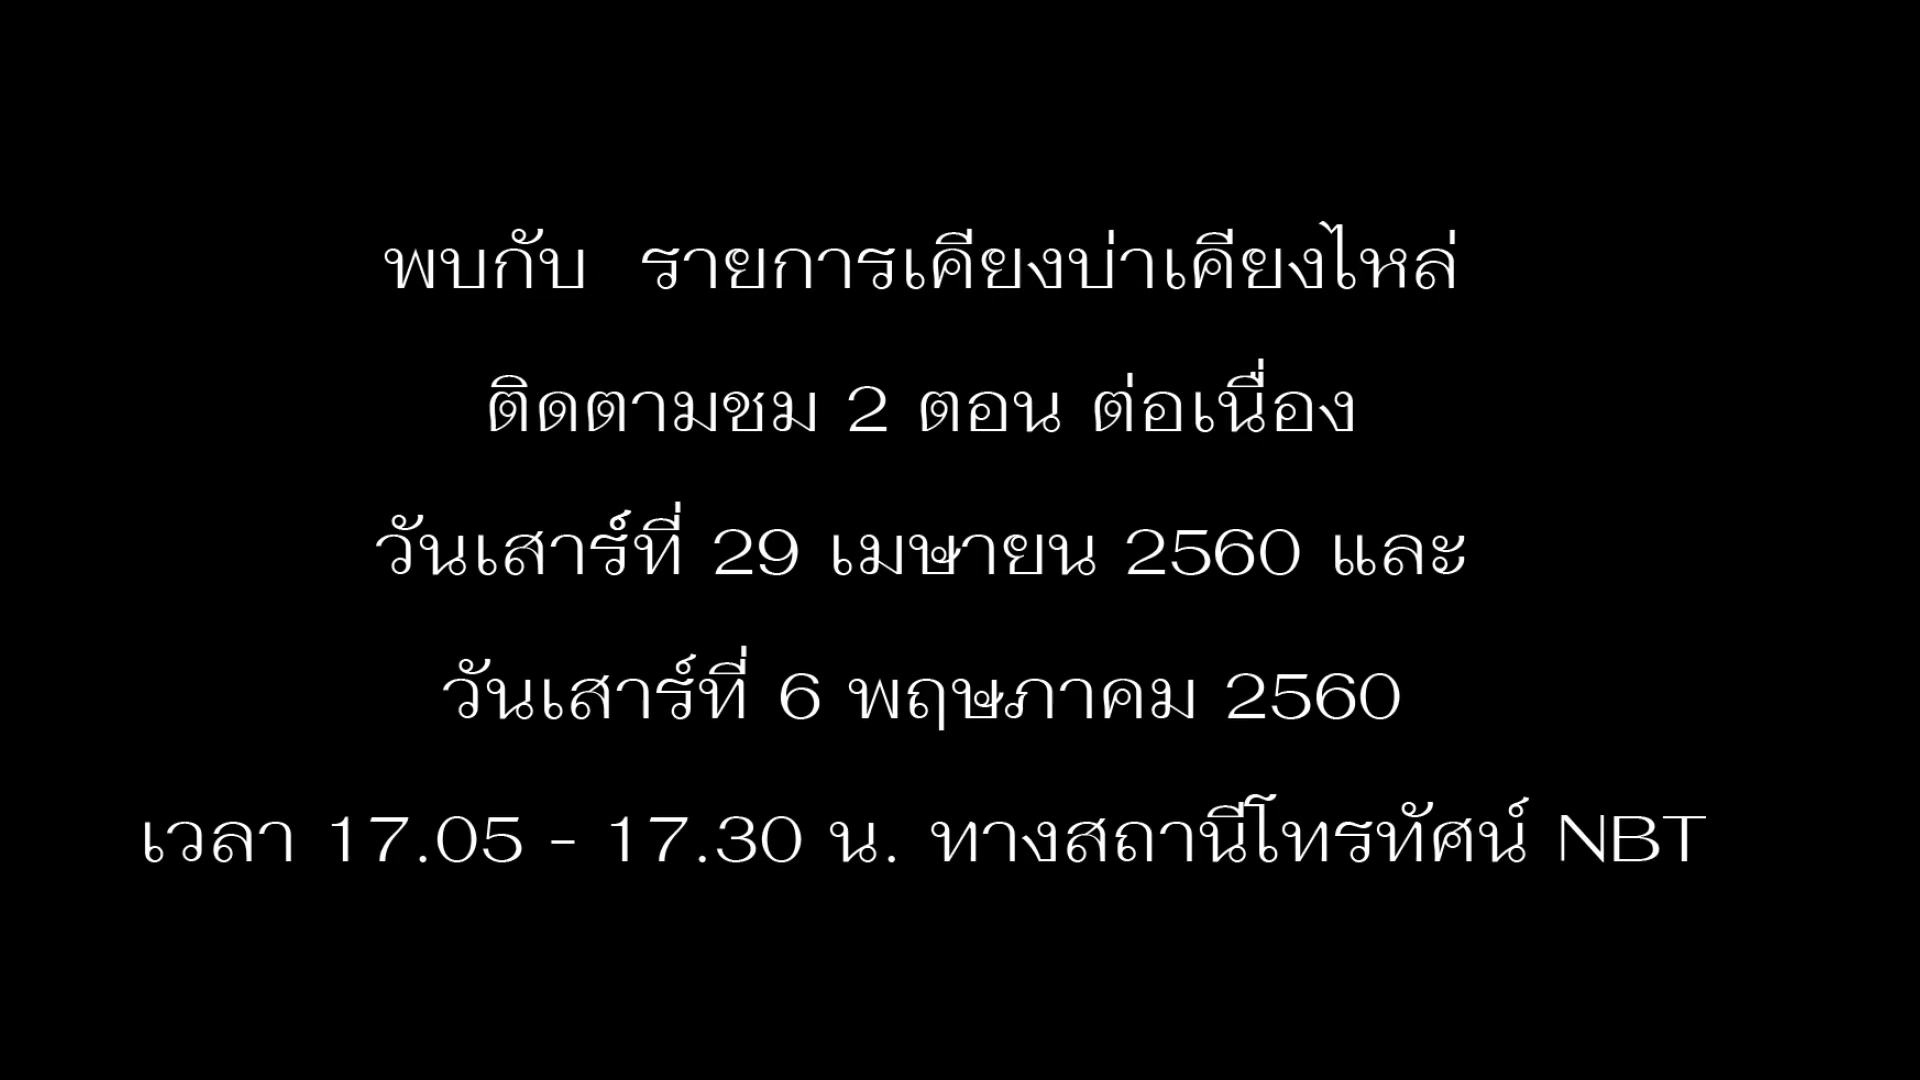 พบกับ รายการเคียงบ่าเคียงไหล่
ติดตามชม 2 ตอน ต่อเนื่อง
วันเสาร์ที่ 29 เมษายน 2560 และ
วันเสาร์ที่ 6 พฤษภาคม 2560
เวลา 17.05 - 17.30 น. ทางสถานีโทรทัศน์ NBT